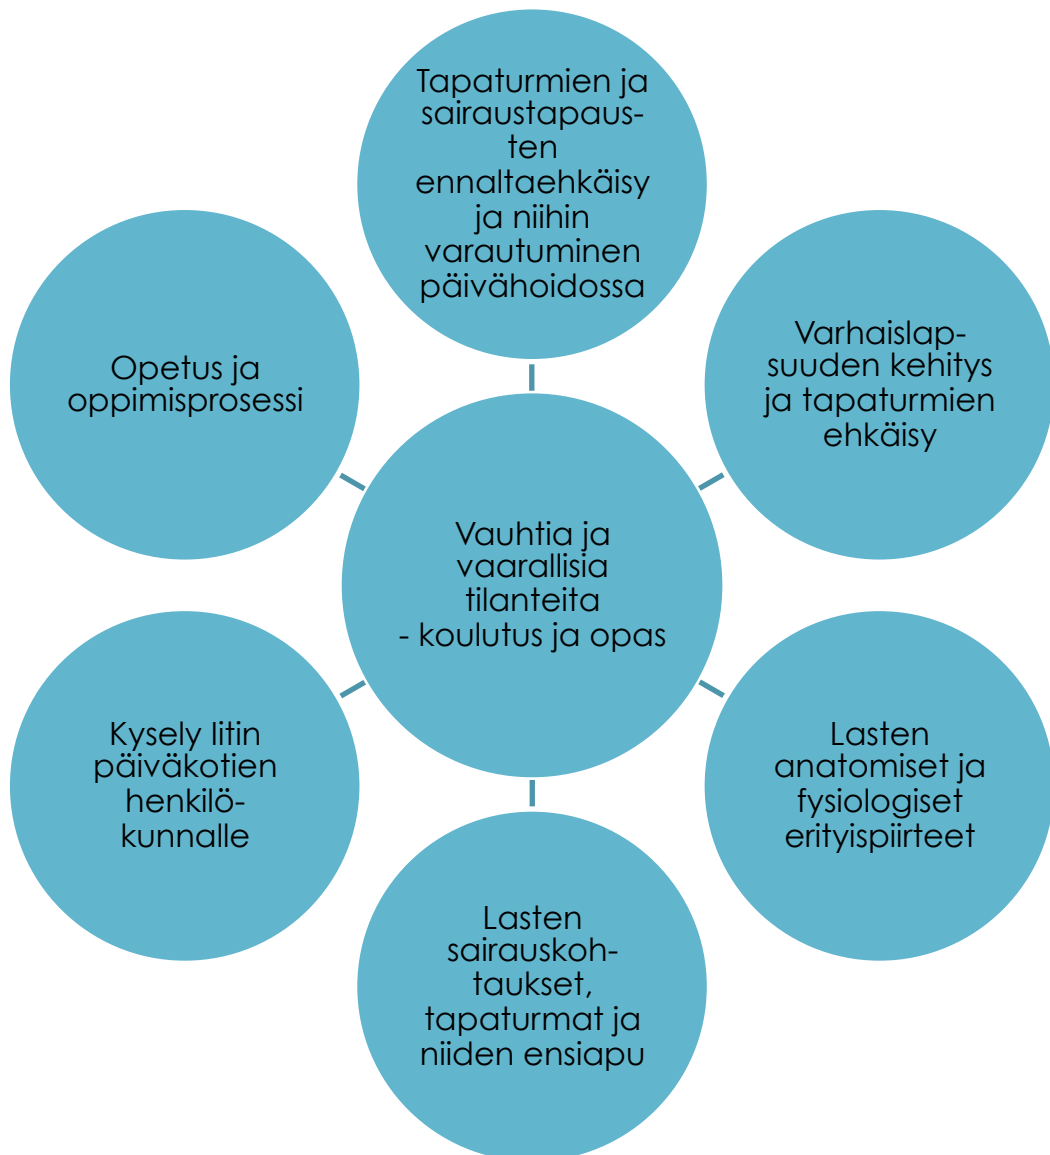 Tapaturmien ja
sairaustapaus-
ten
ennaltaehkäisy
ja niihin
varautuminen
päivähoidossa
Varhaislap-
suuden kehitys
ja tapaturmien
ehkäisy
Lasten
anatomiset ja
fysiologiset
erityispiirteet
Lasten
sairauskoh-
taukset,
tapaturmat ja
niiden ensiapu
Kysely Iitin
päiväkotien
henkilö-
kunnalle
Opetus ja
oppimisprosessi
Vauhtia ja
vaarallisia
tilanteita
- koulutus ja opas